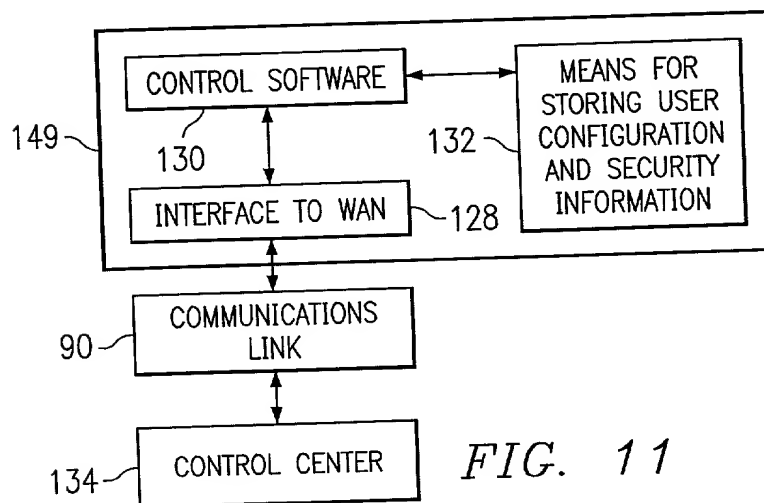 CONTROL SOFTWARE
130
MEANS FOR
STORING USER
CONFIGURATION
AND SECURITY
INFORMATION
132
149
INTERFACE TO WAN
128
COMMUNICATIONS
LINK
90
CONTROL CENTER
134
FIG. 11